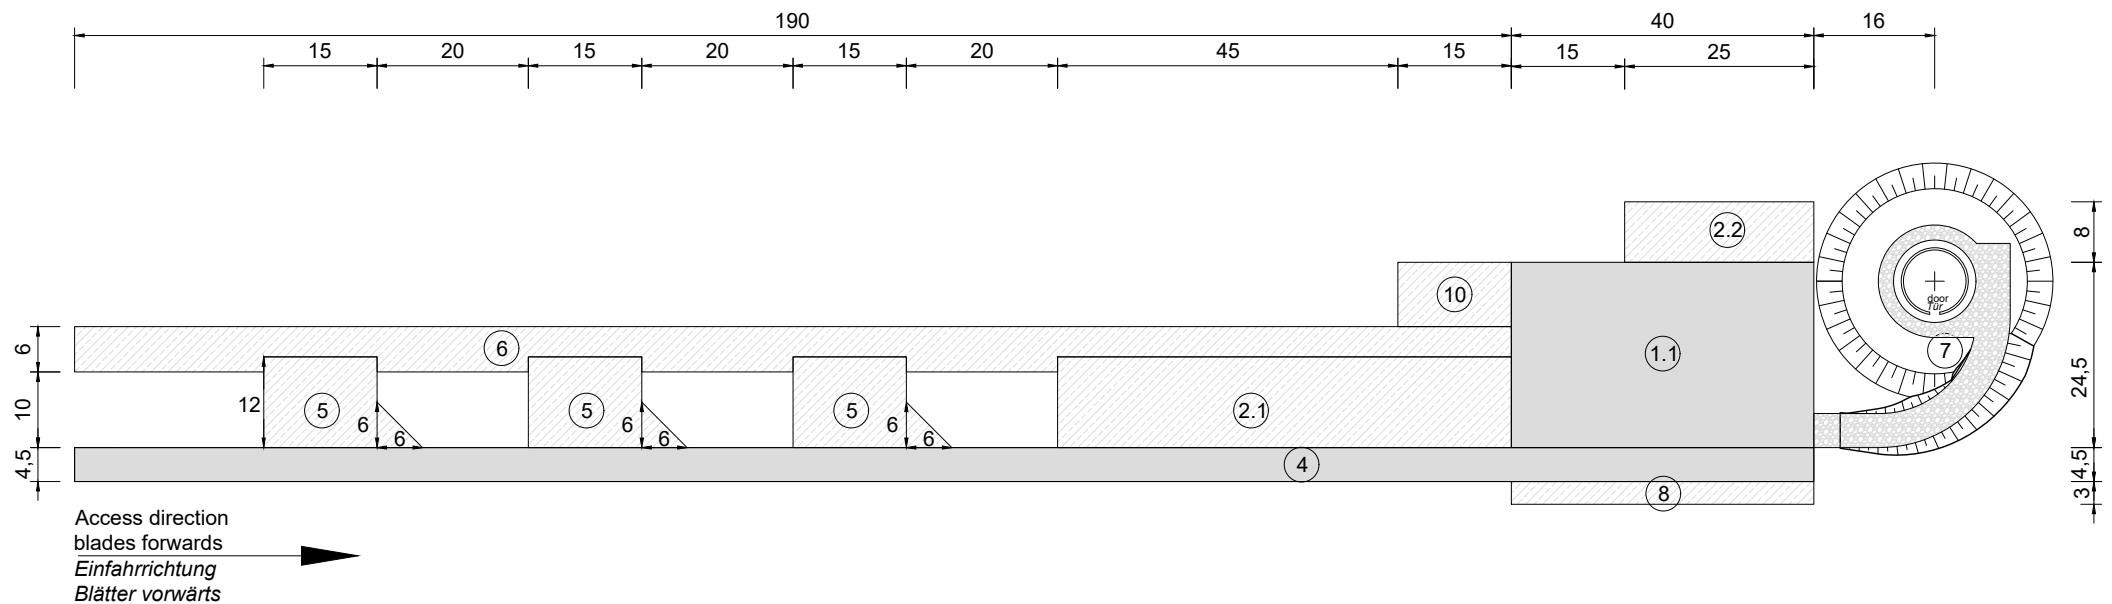 190 40 16
15 20 15 20 15 20 45 15 15 25
2.2 8
10
door
Tür
6 6 1.1 7
24,5
10 12 5 6 6 5 6 6 5 6 6 2.1
4,5 4 4,5
8 3
Access direction
blades forwards
Einfahrrichtung
Blätter vorwärts